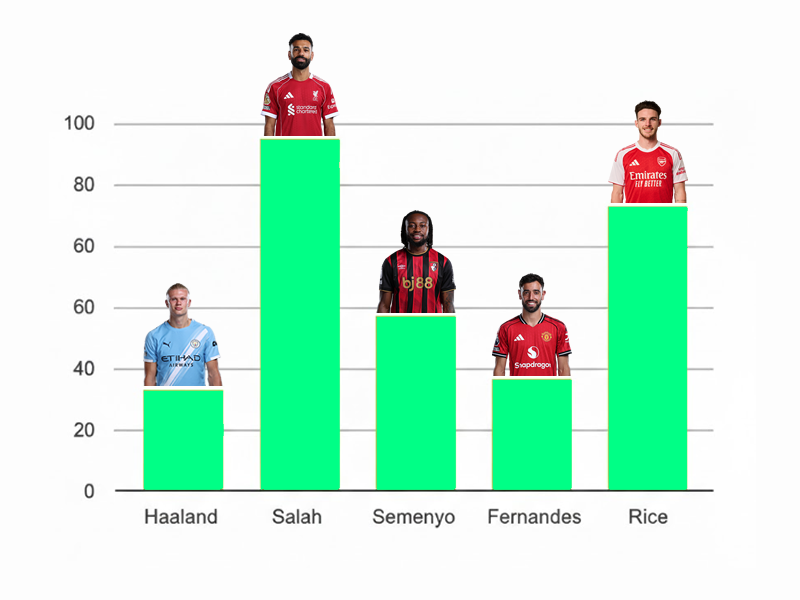 100
80
60
60
40
20
0
Haaland
Salah
Semenyo
Fernandes
Rice
ETIHAD
AIRWAYS
standard
chartered
bj88
Snapdragon
Emirates
FLY BETTER